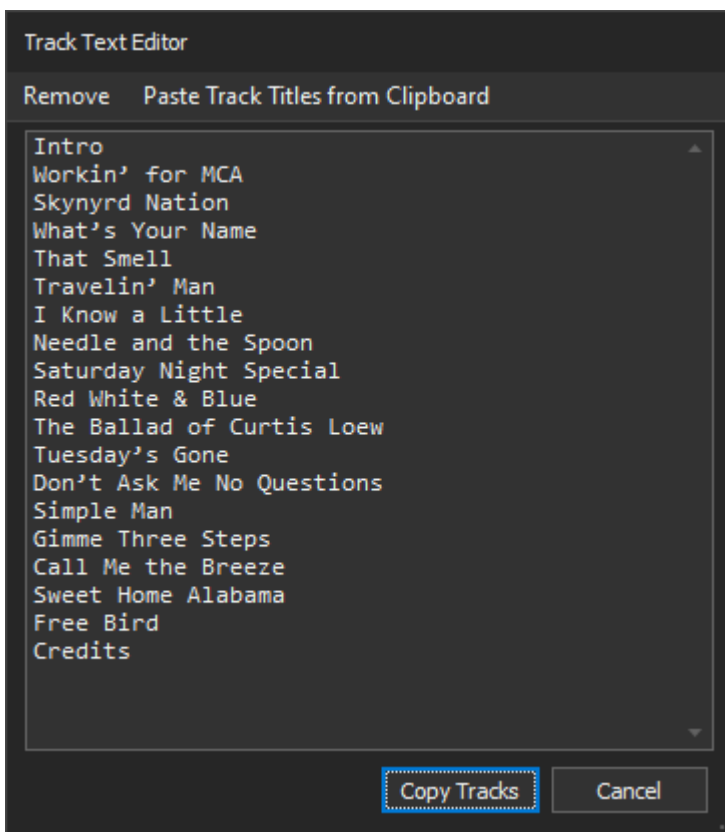 Track Text Editor
Remove Paste Track Titles from Clipboard
Intro
Workin’ for MCA
Skynyrd Nation
What’s Your Name
That Smell
Travelin’ Man
I Know a Little
Needle and the Spoon
Saturday Night Special
Red White & Blue
The Ballad of Curtis Loew
Tuesday’s Gone
Don’t Ask Me No Questions
Simple Man
Gimme Three Steps
Call Me the Breeze
Sweet Home Alabama
Free Bird
Credits
Copy Tracks Cancel